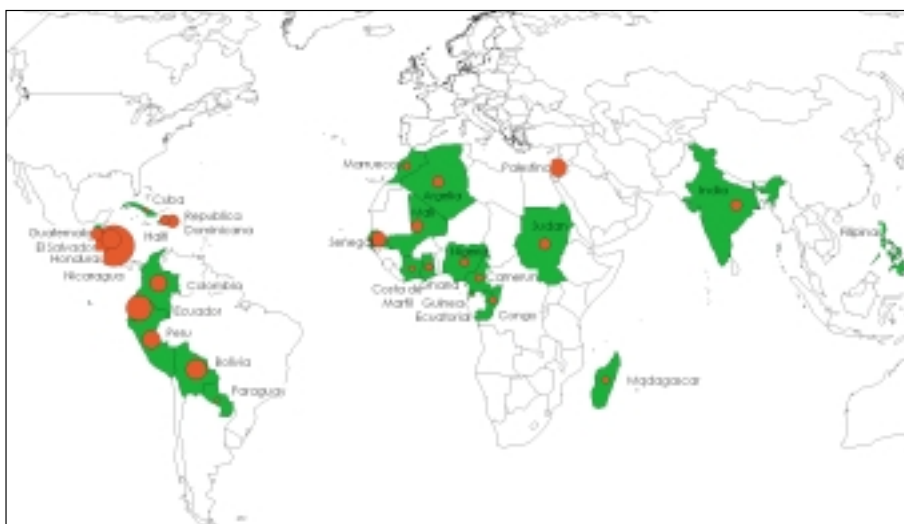 Marruecos
Palestina
India
Argelia
Cuba
Mali
Republica
Dominicana
Guatemala
Haiti
El Salvador
Honduras
Nicaragua
Senegal
Sudan
Filipinas
Nigeria
Colombia
Ghana
Camerun
Costa de
Marfil
Guinea
Ecuatorial
Congo
Ecuador
Peru
Bolivia
Paraguay
Madagascar